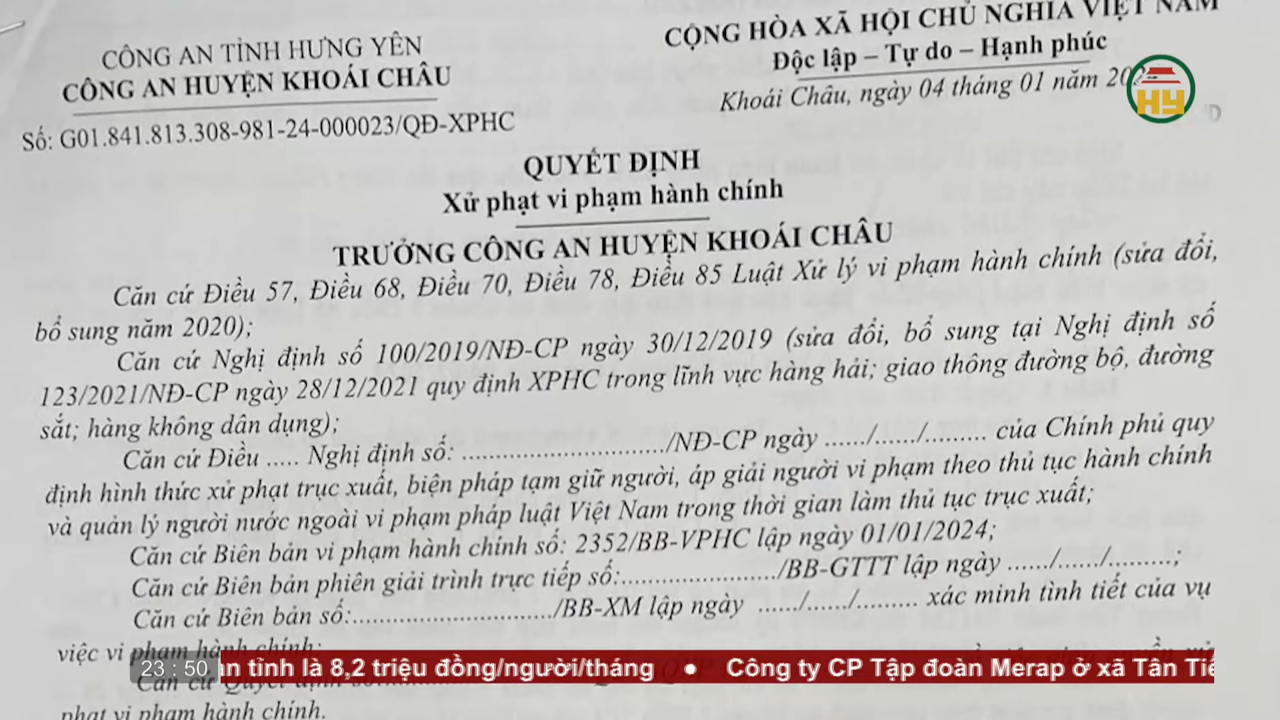 CÔNG AN TỈNH HƯNG YÊN
CÔNG AN HUYỆN KHOÁI CHÂU
Số: G01.841.813.308-981-24-000023/QĐ-XPHC
CỘNG HÒA XÃ HỘI CHỦ NGHĨA VIỆT NAM
Độc lập – Tự do – Hạnh phúc
Khoái Châu, ngày 04 tháng 01 năm
HY
QUYẾT ĐỊNH
Xử phạt vi phạm hành chính
TRƯỞNG CÔNG AN HUYỆN KHOÁI CHÂU
Căn cứ Điều 57, Điều 68, Điều 70, Điều 78, Điều 85 Luật Xử lý vi phạm hành chính (sửa đổi,
bổ sung năm 2020);
Căn cứ Nghị định số 100/2019/NĐ-CP ngày 30/12/2019 (sửa đổi, bổ sung tại Nghị định số
123/2021/NĐ-CP ngày 28/12/2021 quy định XPHC trong lĩnh vực hàng hải; giao thông đường bộ, đường
sắt; hàng không dân dụng);
Căn cứ Điều ..... Nghị định số: ............................./NĐ-CP ngày ....../....../......... của Chính phủ quy
định hình thức xử phạt trục xuất, biện pháp tạm giữ người, áp giải người vi phạm theo thủ tục hành chính
và quản lý người nước ngoài vi phạm pháp luật Việt Nam trong thời gian làm thủ tục trục xuất;
Căn cứ Biên bản vi phạm hành chính số: 2352/BB-VPHC lập ngày 01/01/2024;
Căn cứ Biên bản phiên giải trình trực tiếp số:......................./BB-GTTT lập ngày ....../....../.........;
Căn cứ Biên bản số:............................./BB-XM lập ngày ....../....../......... xác minh tình tiết của vụ
việc vi phạm hành chính;
Căn cứ Quyết định số
phạt vi phạm hành chính.
23 : 50
àn tỉnh là 8,2 triệu đồng/người/tháng • Công ty CP Tập đoàn Merap ở xã Tân Tiế